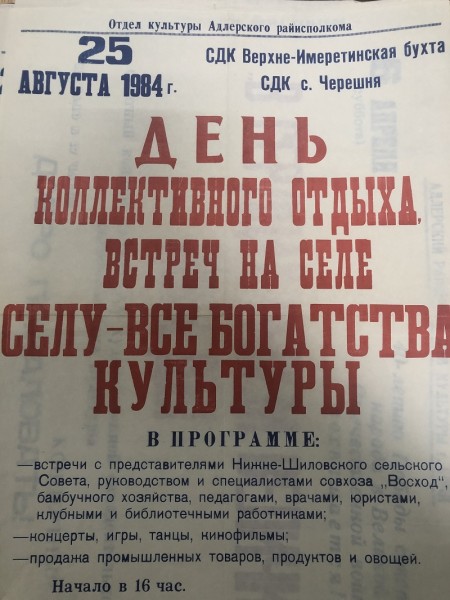 Отдел культуры Адлерского райисполкома
25
АВГУСТА 1984 г.
СДК Верхне-Имеретинская бухта
СДК с. Черешня
ДЕНЬ
КОЛЛЕКТИВНОГО ОТДЫХА,
ВСТРЕЧ НА СЕЛЕ
СЕЛУ – ВСЕ БОГАТСТВА
КУЛЬТУРЫ
В ПРОГРАММЕ:
—встречи с представителями Нижне-Шиловского сельского
Совета, руководством и специалистами совхоза „Восход",
бамбучного хозяйства, педагогами, врачами, юристами,
клубными и библиотечными работниками;
—концерты, игры, танцы, кинофильмы;
—продажа промышленных товаров, продуктов и овощей.
Начало в 16 час.